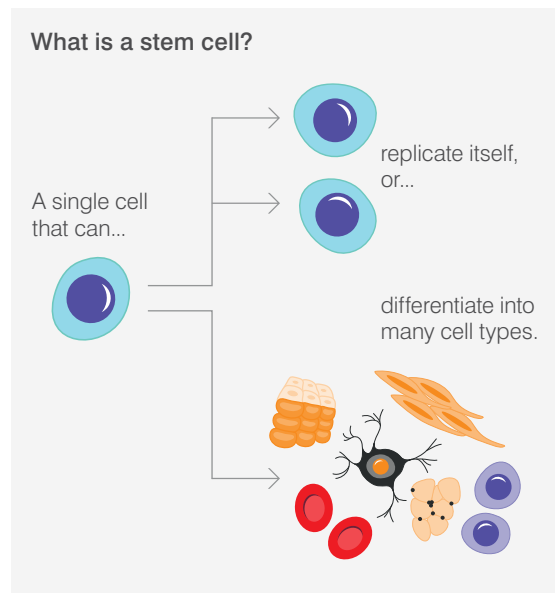 What is a stem cell?
A single cell
that can...
replicate itself,
or...
differentiate into
many cell types.